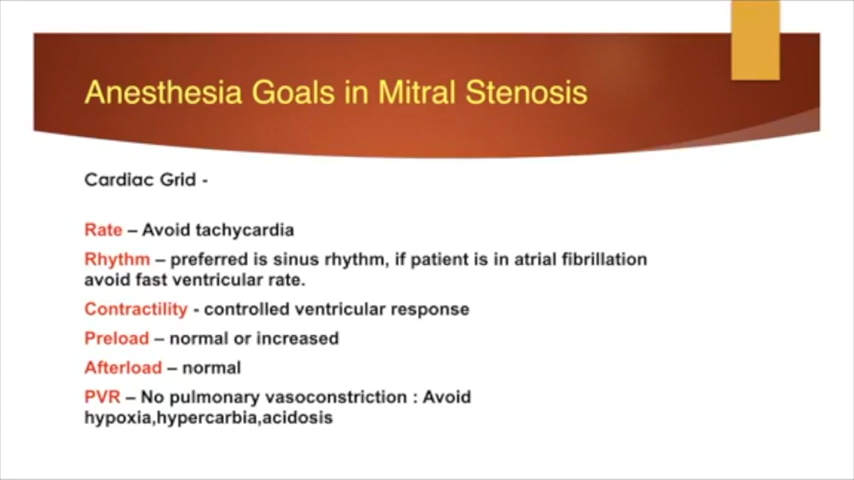 Anesthesia Goals in Mitral Stenosis
Cardiac Grid -
Rate – Avoid tachycardia
Rhythm – preferred is sinus rhythm, if patient is in atrial fibrillation
avoid fast ventricular rate.
Contractility - controlled ventricular response
Preload – normal or increased
Afterload – normal
PVR – No pulmonary vasoconstriction : Avoid
hypoxia,hypercarbia,acidosis